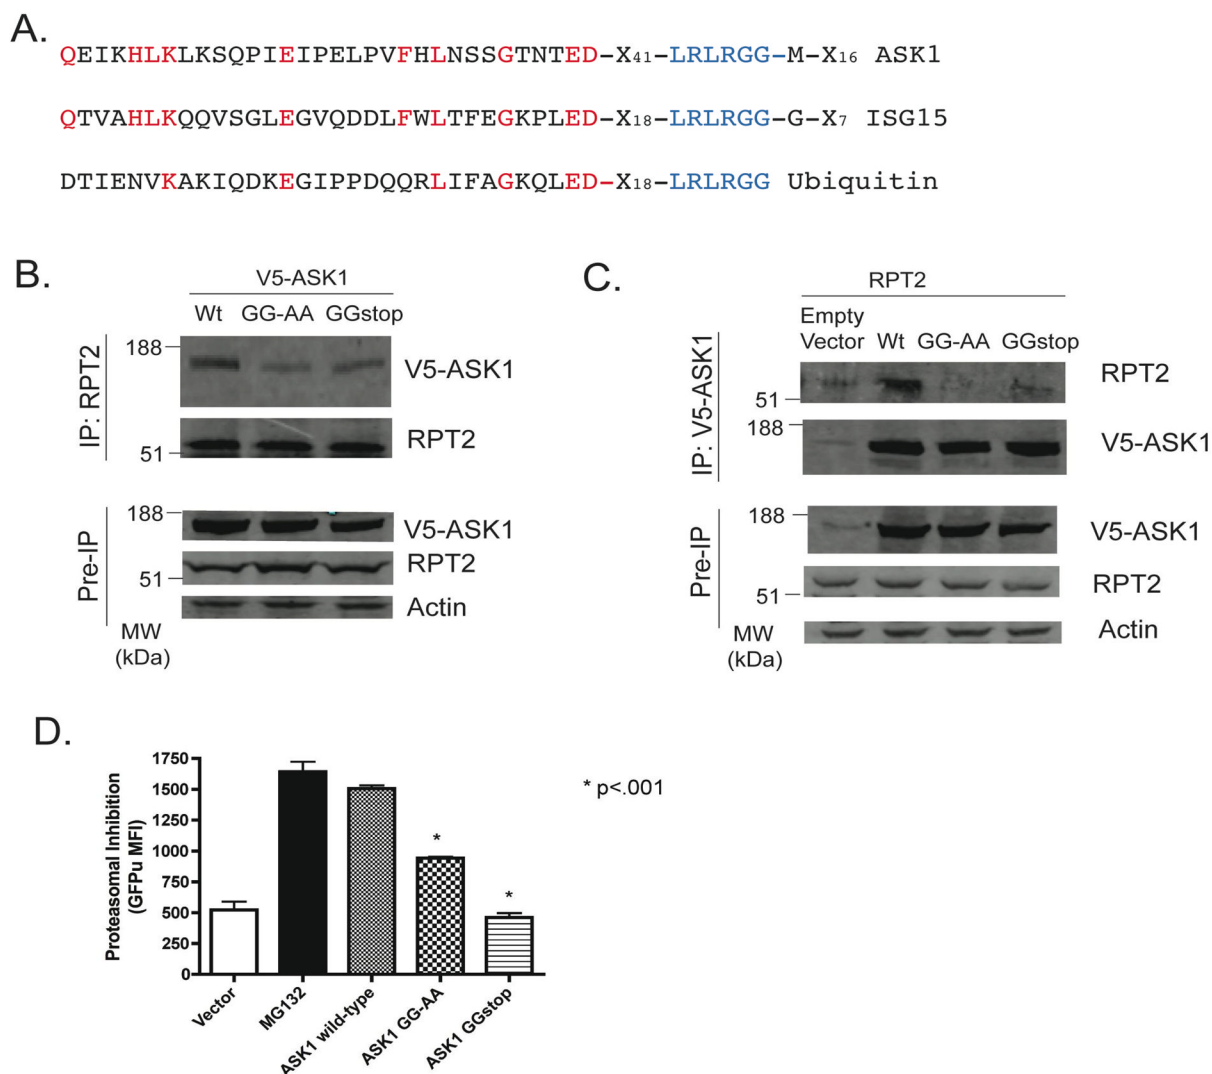 A.
QEIKHLKLKSQPIEIPELPVFHLNSSGTNTED–X41–LRLRGG–M–X16 ASK1
QTVAHLKQQVSGLEGVQDDLFWLTFEGKPLED–X18–LRLRGG–G–X7 ISG15
DTIENVKAKIQDKEGIPPDQQRLIFAGKQLED–X18–LRLRGG Ubiquitin
B.
V5-ASK1
Wt GG-AA GGstop
IP: RPT2
188
V5-ASK1
RPT2
51
Pre-IP
188
V5-ASK1
RPT2
51
Actin
MW
(kDa)
C.
RPT2
Empty
Vector Wt GG-AA GGstop
IP: V5-ASK1
RPT2
51
188
V5-ASK1
Pre-IP
188
V5-ASK1
RPT2
51
Actin
MW
(kDa)
D.
Proteasomal Inhibition
(GFPu MFI)
1750
1500
1250
1000
750
500
250
0
*
*
* p<.001
Vector
MG132
ASK1 wild-type
ASK1 GG-AA
ASK1 GGstop